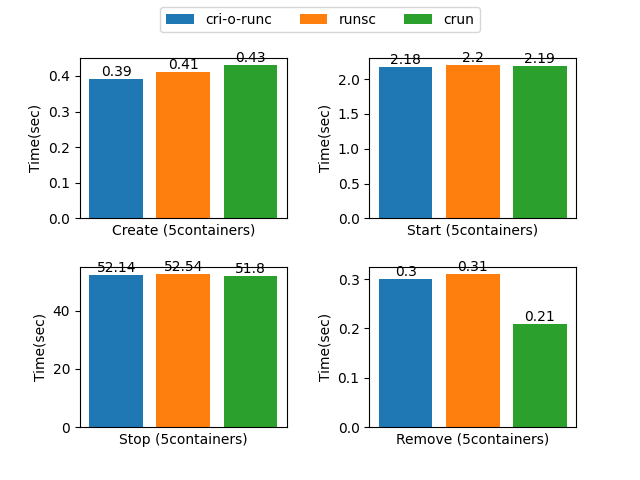 cri-o-runc runsc crun
0.39 0.41 0.43
0.4
0.3
0.2
0.1
0.0
Time(sec)
Create (5containers)
2.18 2.2 2.19
2.0
1.5
1.0
0.5
0.0
Time(sec)
Start (5containers)
52.14 52.54 51.8
40
20
0
Time(sec)
Stop (5containers)
0.3 0.31 0.21
0.3
0.2
0.1
0.0
Time(sec)
Remove (5containers)